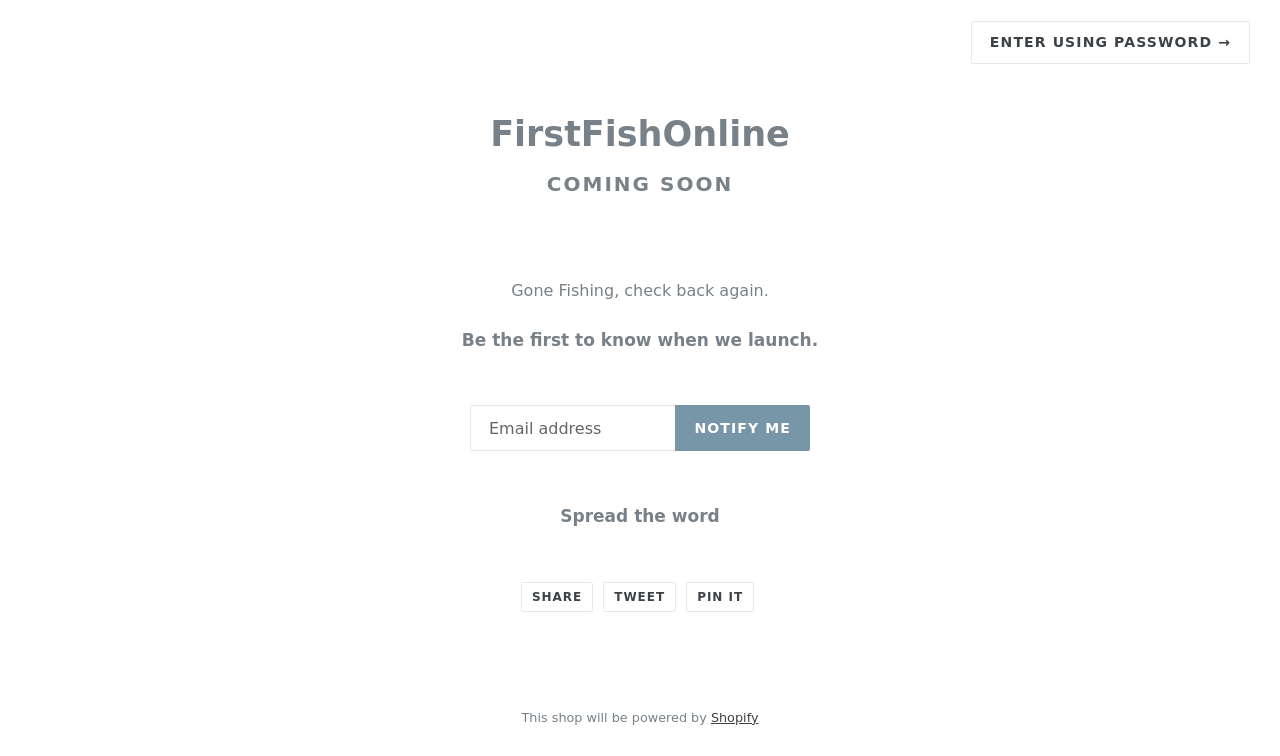 ENTER USING PASSWORD →
FirstFishOnline
COMING SOON
Gone Fishing, check back again.
Be the first to know when we launch.
Email address
NOTIFY ME
Spread the word
SHARE TWEET PIN IT
This shop will be powered by Shopify